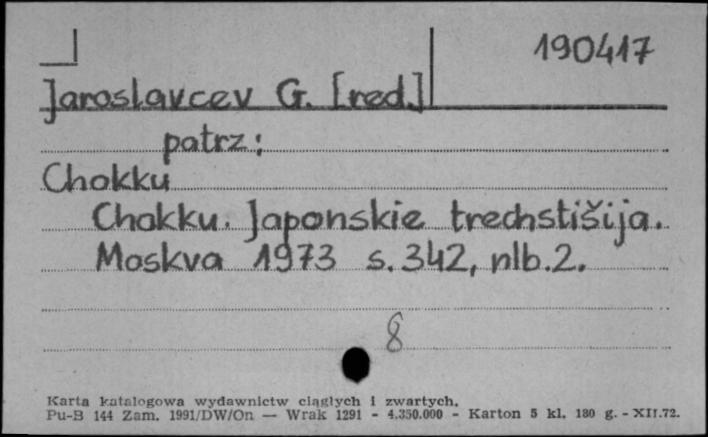 190417
Jaroslavcev G. [red.]
patrz:
Chokku
Chokku. Japonskie trechstišija.
Moskva 1973 s. 342, nlb. 2.
8
Karta katalogowa wydawnictw ciągłych i zwartych.
Pu-B 144 Zam. 1991/DW/On — Wrak 1291 - 4.350.000 - Karton 5 kl. 180 g. - XII.72.